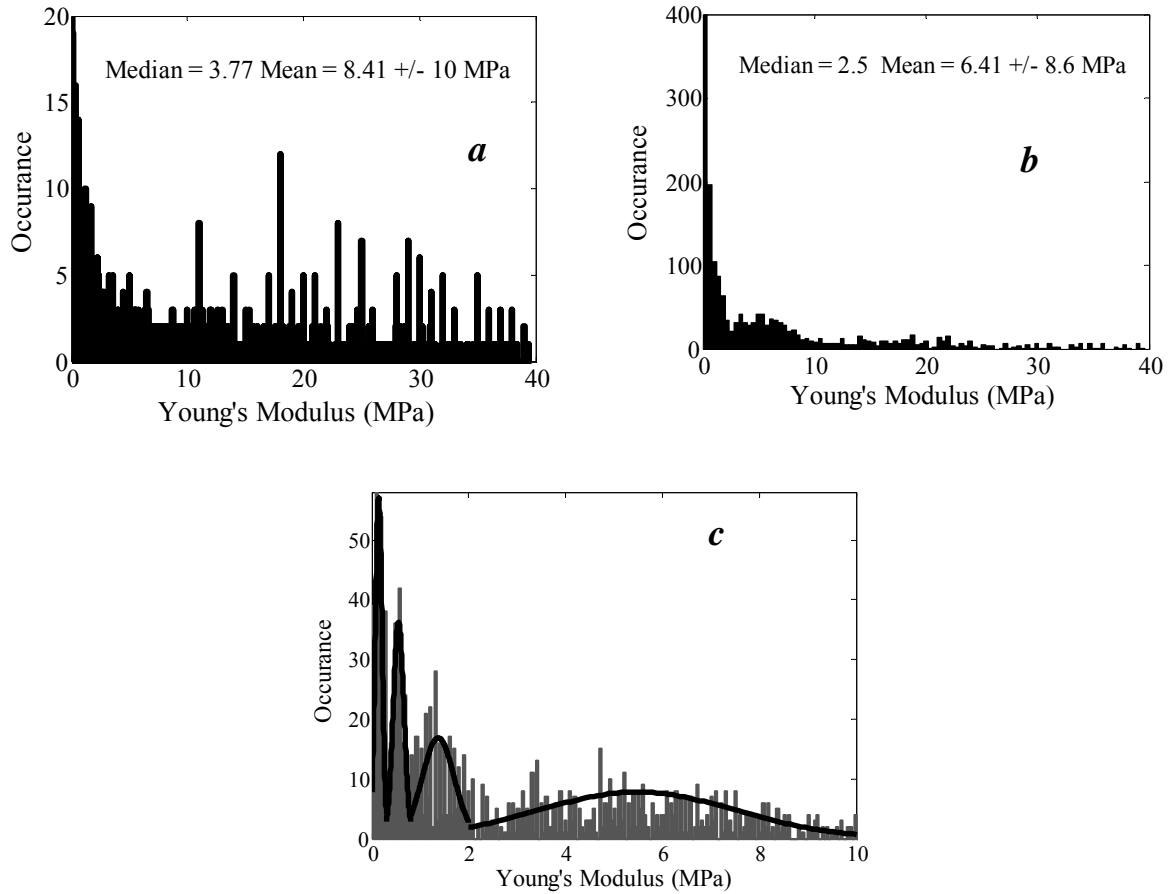 20
15
10
5
0
Occurance
Median = 3.77 Mean = 8.41 +/- 10 MPa
a
0 10 20 30 40
Young's Modulus (MPa)
400
300
200
100
0
Occurance
Median = 2.5 Mean = 6.41 +/- 8.6 MPa
b
0 10 20 30 40
Young's Modulus (MPa)
50
40
30
20
10
0
Occurance
c
0 2 4 6 8 10
Young's Modulus (MPa)